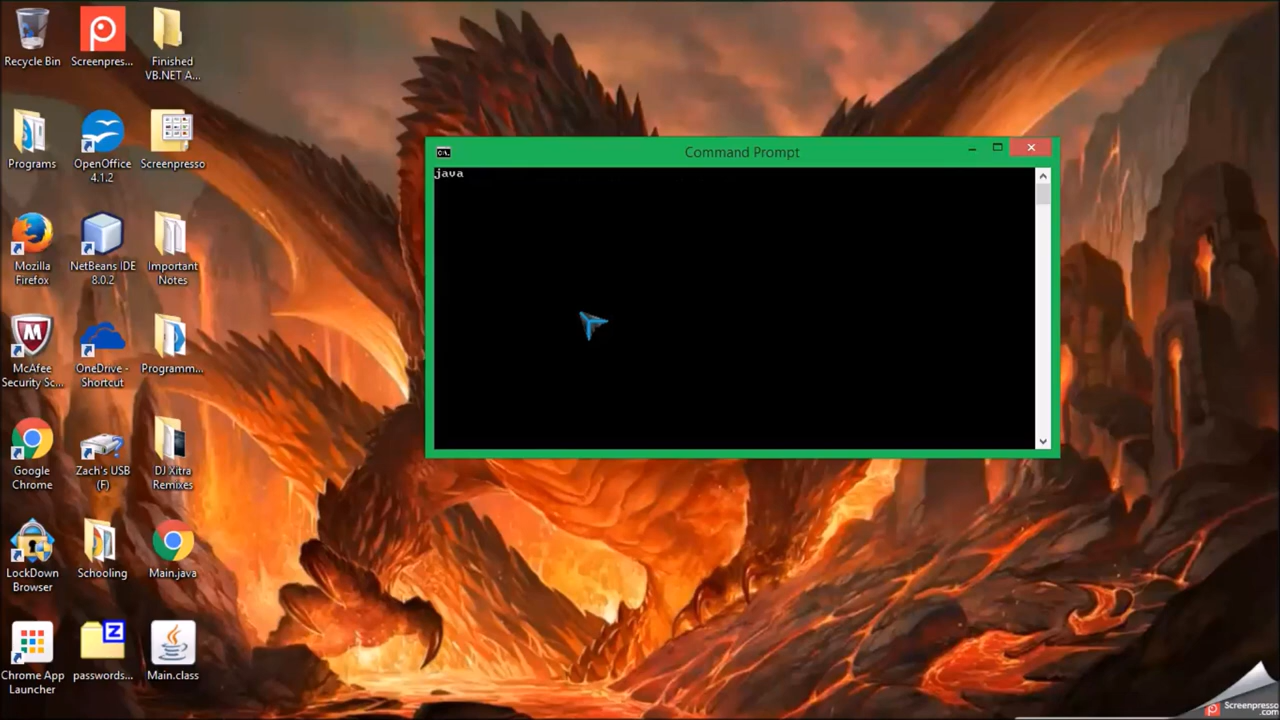 Recycle Bin
Screenpres...
Finished
VB.NET A...
Programs
OpenOffice
4.1.2
Screenpresso
Mozilla
Firefox
NetBeans IDE
8.0.2
Important
Notes
McAfee
Security Sc...
OneDrive -
Shortcut
Programm...
Google
Chrome
Zach's USB
(F)
DJ Xitra
Remixes
LockDown
Browser
Schooling
Main.java
Chrome App
Launcher
passwords...
Main.class
C:\.
Command Prompt
java
Screenpresso
.com